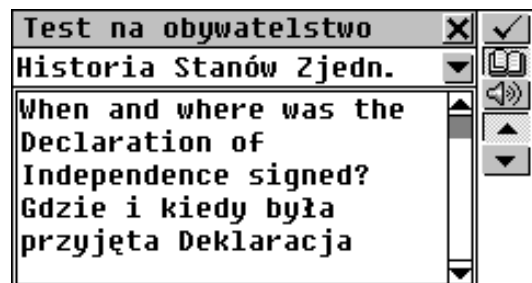 Test na obywatelstwo
Historia Stanów Zjedn.
When and where was the
Declaration of
Independence signed?
Gdzie i kiedy była
przyjęta Deklaracja